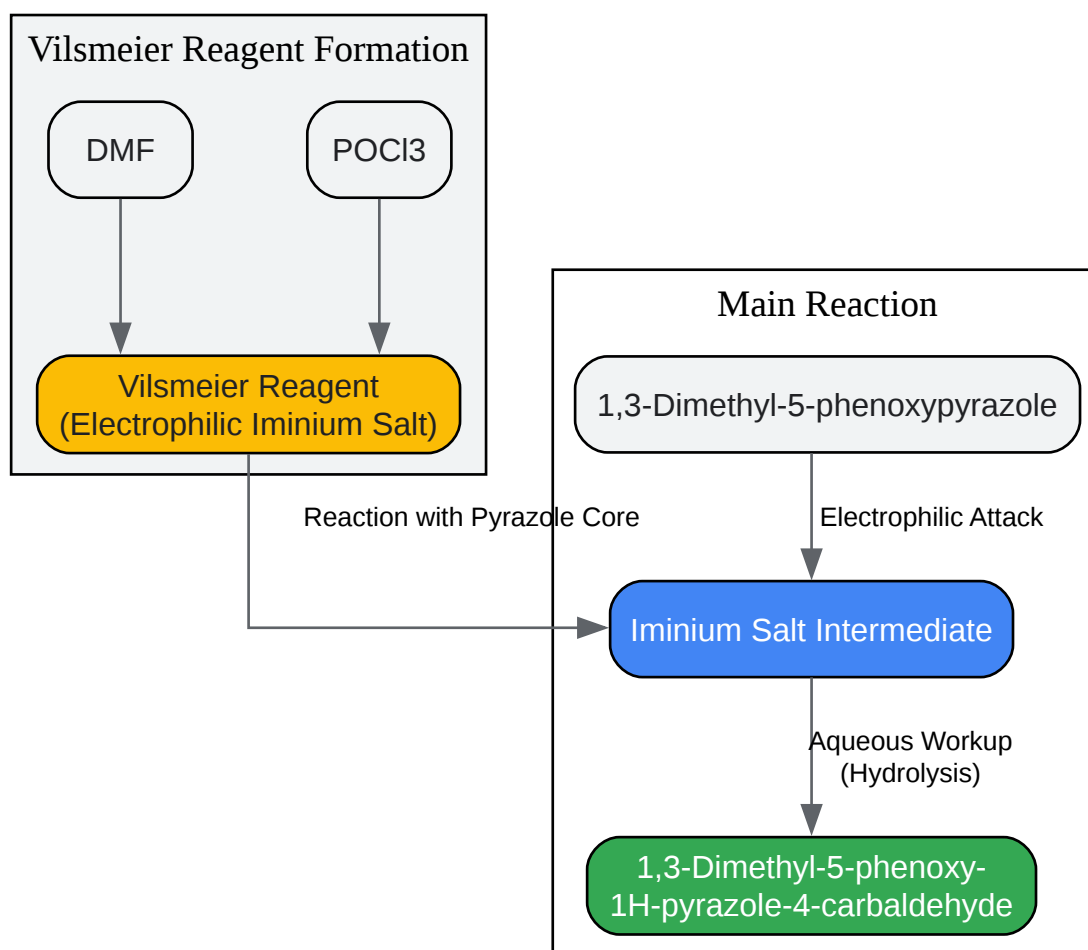 Vilsmeier Reagent Formation
DMF
POCl3
Vilsmeier Reagent
(Electrophilic Iminium Salt)
Main Reaction
1,3-Dimethyl-5-phenoxypyrazole
Reaction with Pyrazole Core
Electrophilic Attack
Iminium Salt Intermediate
Aqueous Workup
(Hydrolysis)
1,3-Dimethyl-5-phenoxy-
1H-pyrazole-4-carbaldehyde